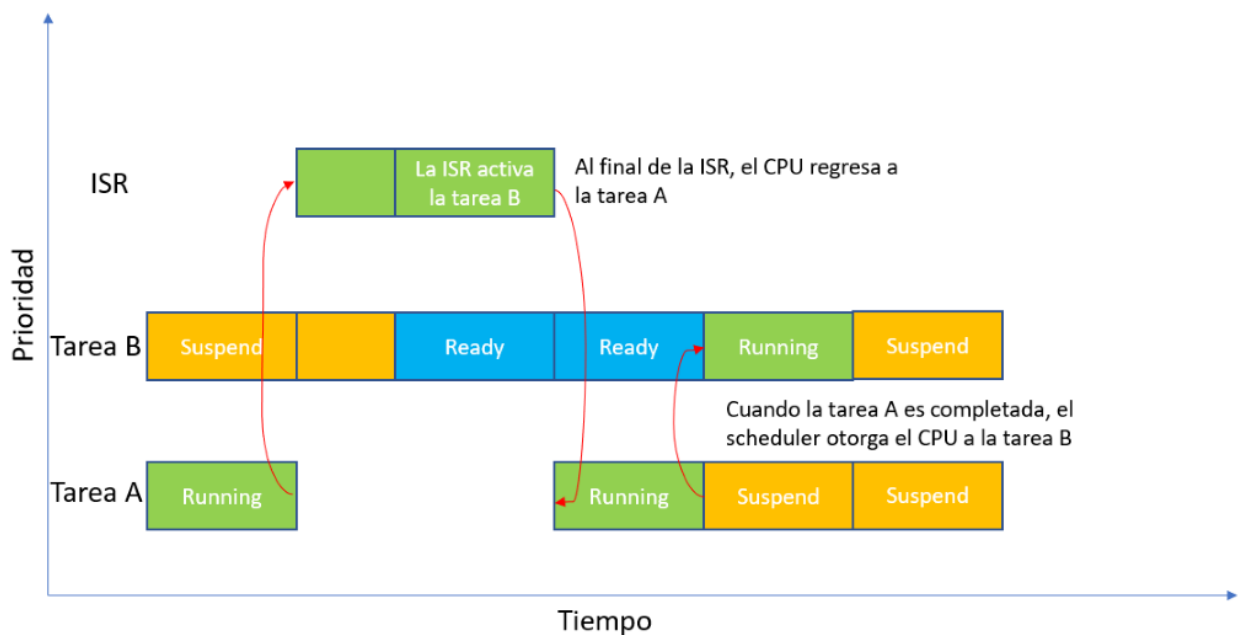 ISR
La ISR activa
la tarea B
Al final de la ISR, el CPU regresa a
la tarea A
Prioridad
Tarea B
Suspend
Ready
Ready
Running
Suspend
Cuando la tarea A es completada, el
scheduler otorga el CPU a la tarea B
Tarea A
Running
Running
Suspend
Suspend
Tiempo